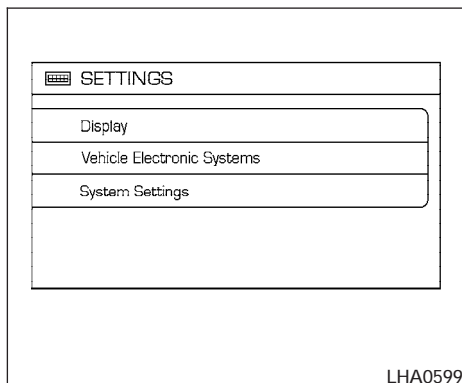 SETTINGS
Display
Vehicle Electronic Systems
System Settings
LHA0599